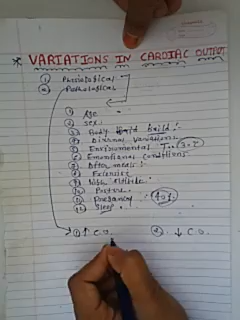 * VARIATIONS IN CARDIAC OUTPUT
① Physiological
② Pathological
① Age
② Sex
③ Body Build
④ Diurnal Variations
⑤ Environmental
⑥ Emotional Conditions
⑦ After meals
⑧ Exercise
⑨ High Altitude
⑩ Posture
⑪ Pregnancy 40%
⑫ Sleep
① ↑ C.O. ② ↓ C.O.